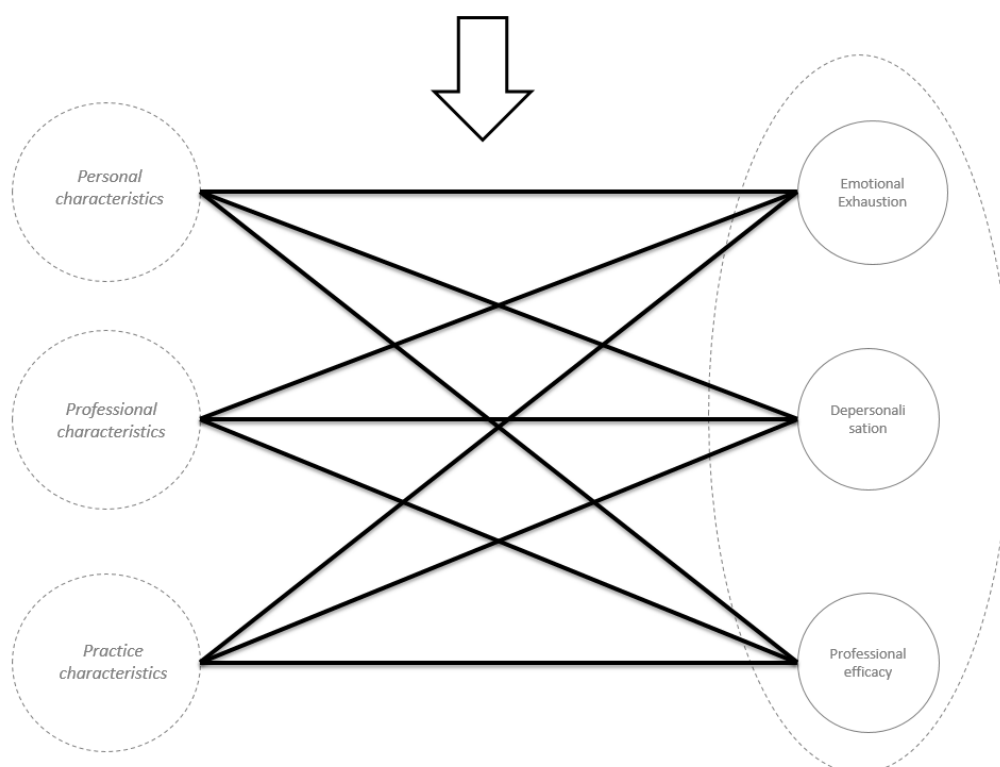 Personal
characteristics
Emotional
Exhaustion
Professional
characteristics
Depersonali
sation
Practice
characteristics
Professional
efficacy